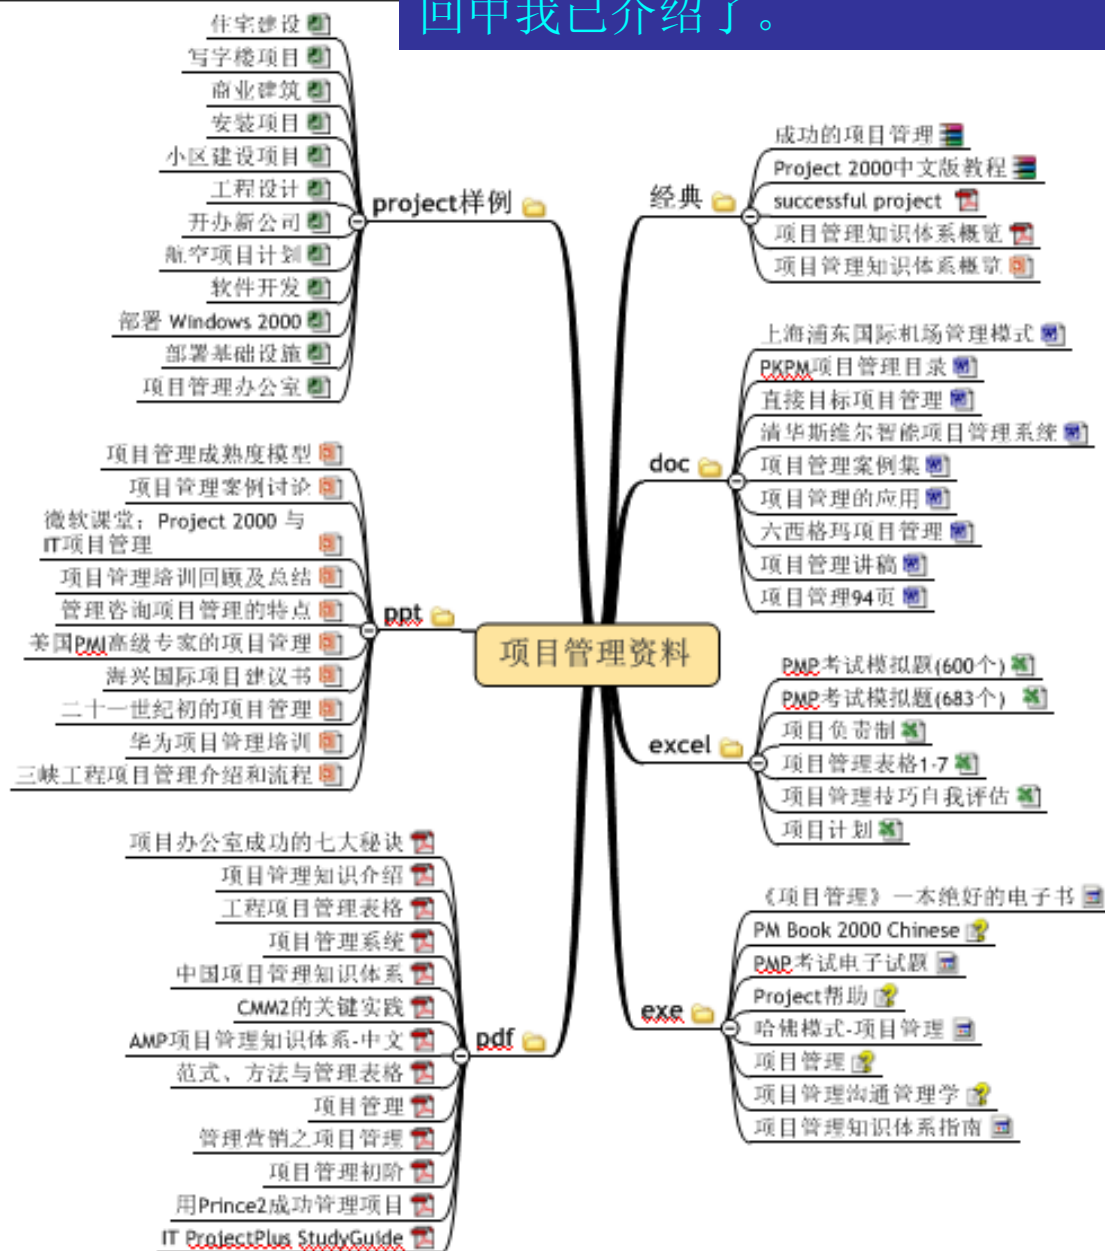 回中我已介绍了。
住宅建设
写字楼项目
商业建筑
安装项目
小区建设项目
工程设计
开办新公司
航空项目计划
软件开发
部署 Windows 2000
部署基础设施
项目管理办公室
project样例
项目管理成熟度模型
项目管理案例讨论
微软课堂：Project 2000 与
IT项目管理
项目管理培训回顾及总结
管理咨询项目管理的特点
美国PMI高级专家的项目管理
海兴国际项目建议书
二十一世纪初的项目管理
华为项目管理培训
三峡工程项目管理介绍和流程
ppt
项目办公室成功的七大秘诀
项目管理知识介绍
工程项目管理表格
项目管理系统
中国项目管理知识体系
CMM2的关键实践
AMP项目管理知识体系-中文
范式、方法与管理表格
项目管理
管理营销之项目管理
项目管理初阶
用Prince2成功管理项目
IT ProjectPlus StudyGuide
pdf
项目管理资料
经典
成功的项目管理
Project 2000中文版教程
successful project
项目管理知识体系概览
项目管理知识体系概览
doc
上海浦东国际机场管理模式
PKPM项目管理目录
直接目标项目管理
清华斯维尔智能项目管理系统
项目管理案例集
项目管理的应用
六西格玛项目管理
项目管理讲稿
项目管理94页
excel
PMP考试模拟题(600个)
PMP考试模拟题(683个)
项目负责制
项目管理表格1-7
项目管理技巧自我评估
项目计划
exe
《项目管理》一本绝好的电子书
PM Book 2000 Chinese
PMP考试电子试题
Project帮助
哈佛模式-项目管理
项目管理
项目管理沟通管理学
项目管理知识体系指南